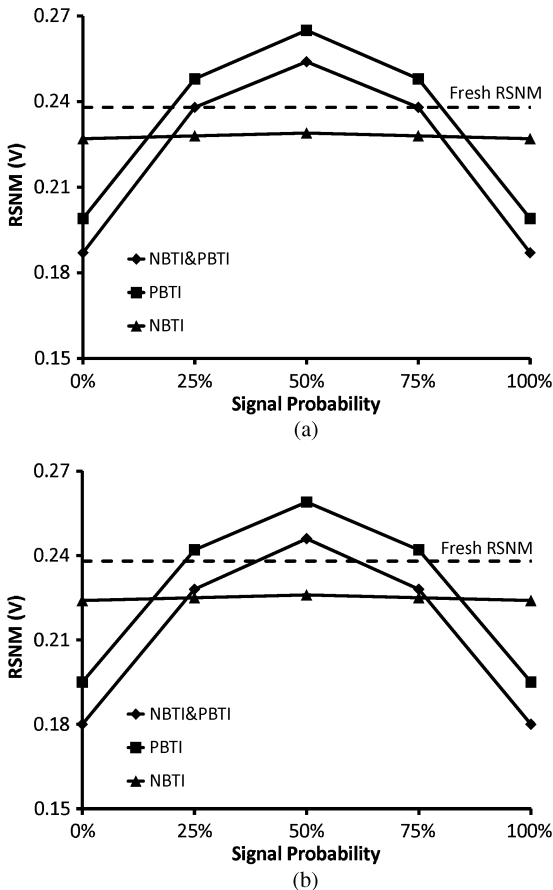 0.27
0.24
0.21
0.18
0.15
RSNM (V)
Fresh RSNM
NBTI&PBTI
PBTI
NBTI
0% 25% 50% 75% 100%
Signal Probability
(a)
0.27
0.24
0.21
0.18
0.15
RSNM (V)
Fresh RSNM
NBTI&PBTI
PBTI
NBTI
0% 25% 50% 75% 100%
Signal Probability
(b)